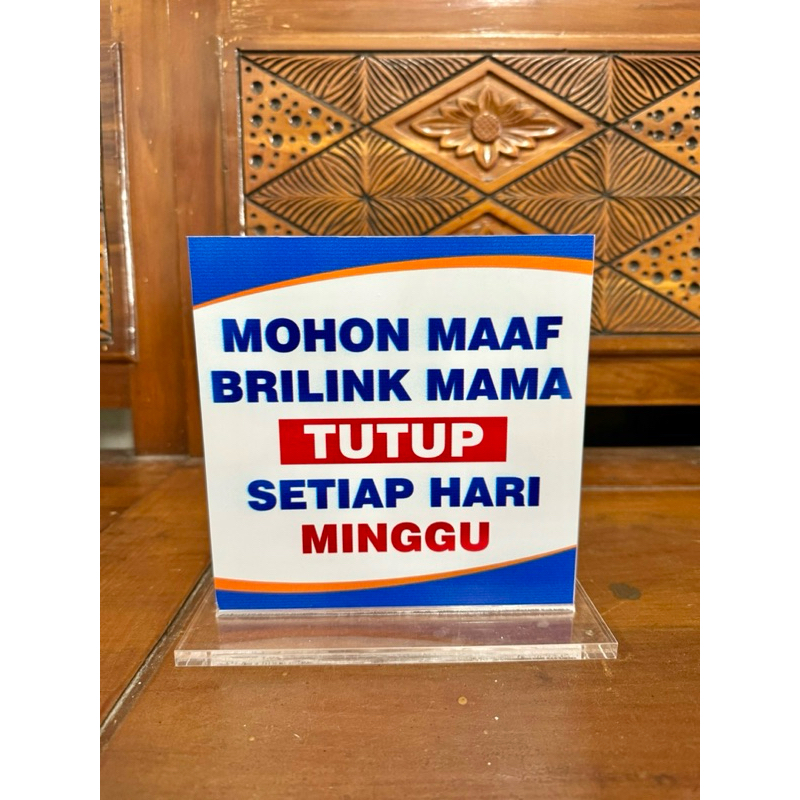 MOHON MAAF
BRILINK MAMA
TUTUP
SETIAP HARI
MINGGU